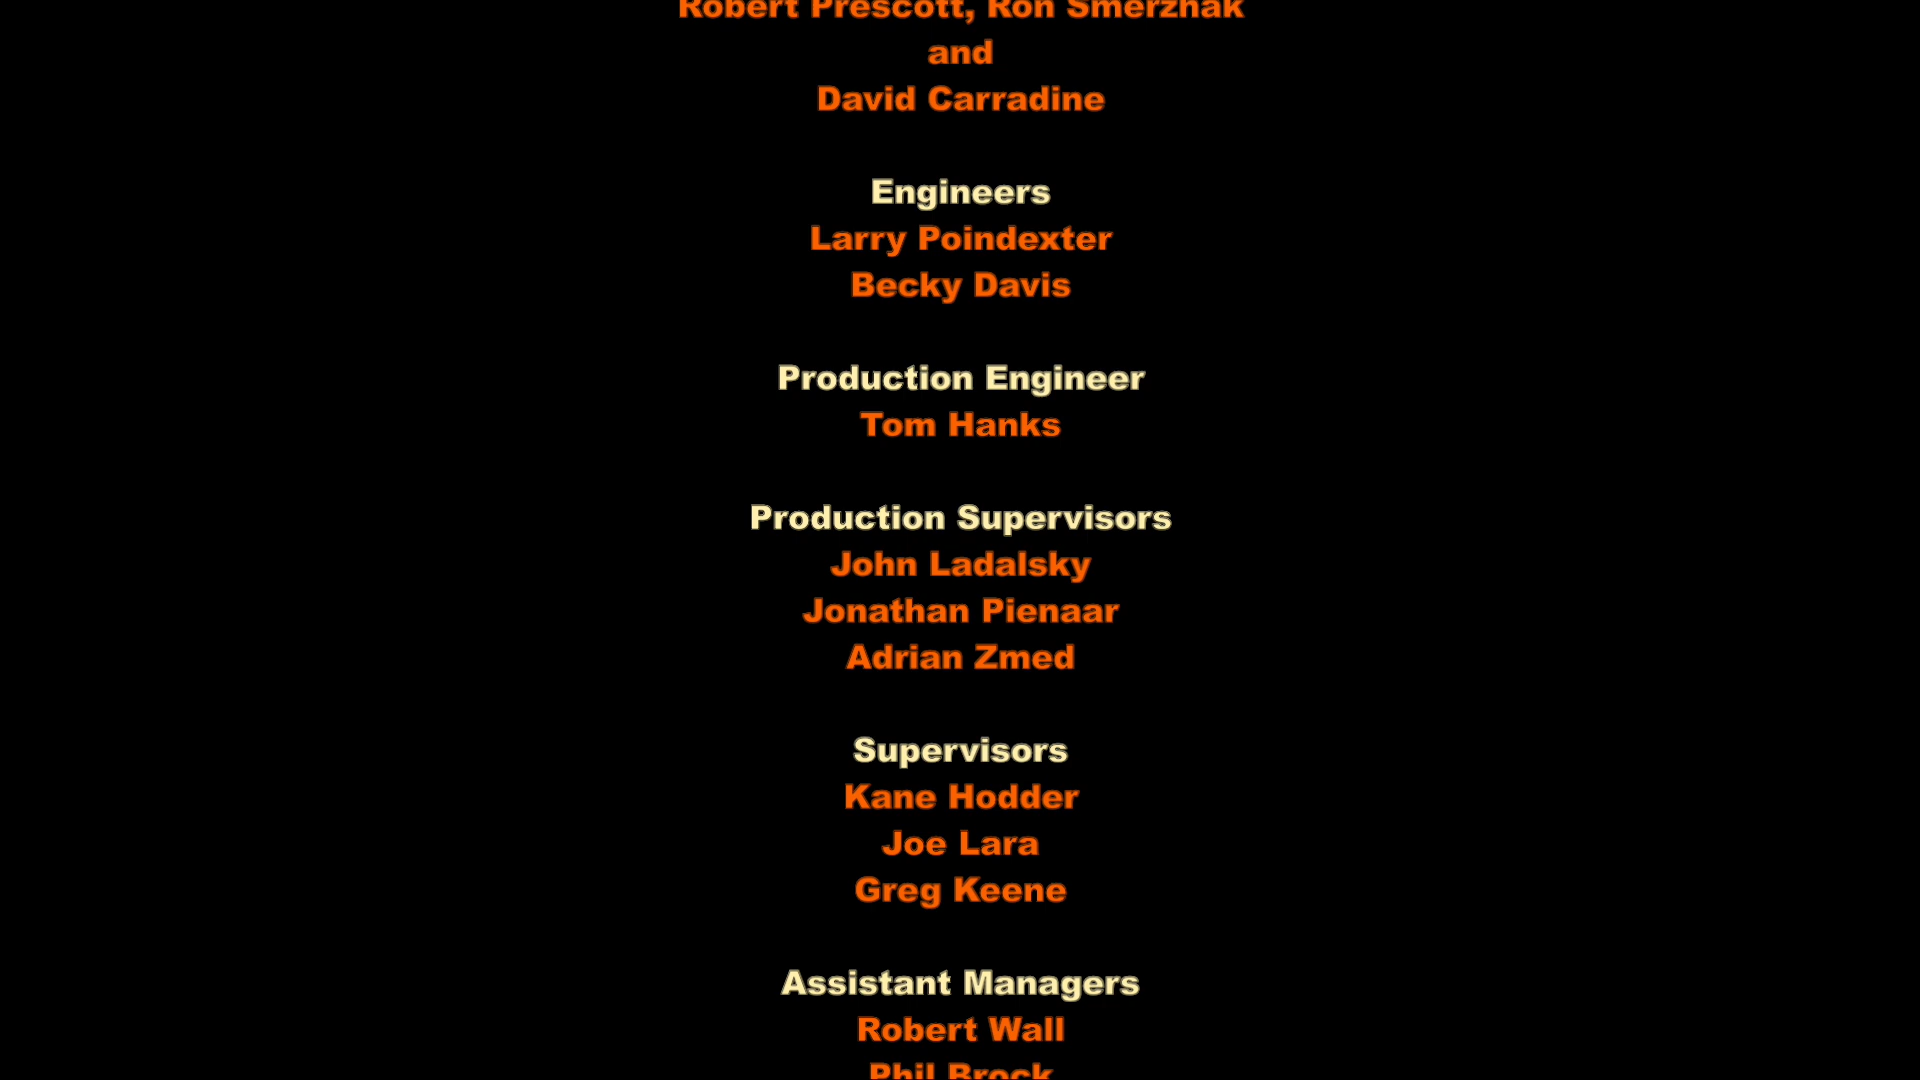 Robert Prescott, Ron Smerzhak
and
David Carradine
Engineers
Larry Poindexter
Becky Davis
Production Engineer
Tom Hanks
Production Supervisors
John Ladalsky
Jonathan Pienaar
Adrian Zmed
Supervisors
Kane Hodder
Joe Lara
Greg Keene
Assistant Managers
Robert Wall
Phil Brock